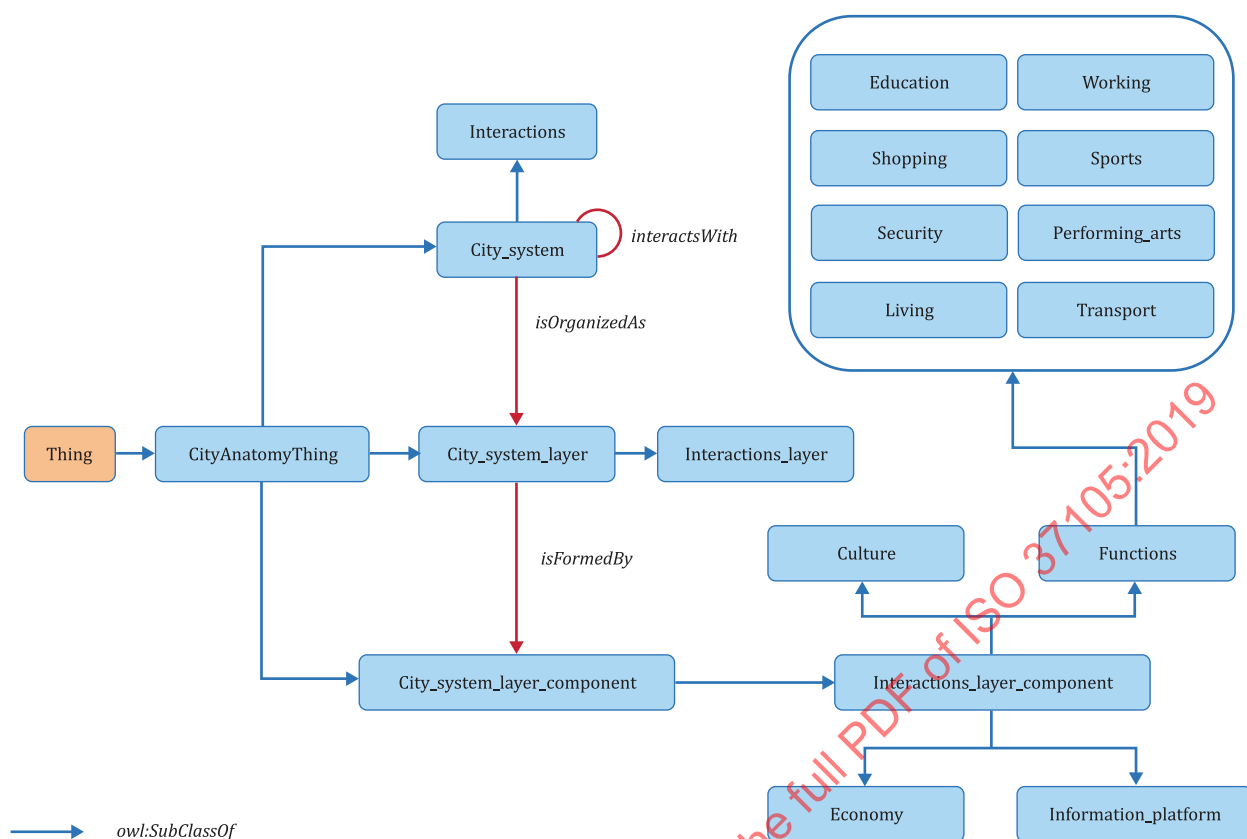 Education
Working
Interactions
Shopping
Sports
City_system
interactsWith
Security
Performing_arts
isOrganizedAs
Living
Transport
Thing
CityAnatomyThing
City_system_layer
Interactions_layer
isFormedBy
Culture
Functions
City_system_layer_component
Interactions_layer_component
Economy
Information_platform
owl:SubClassOf
he full PDF of ISO 37105:2019